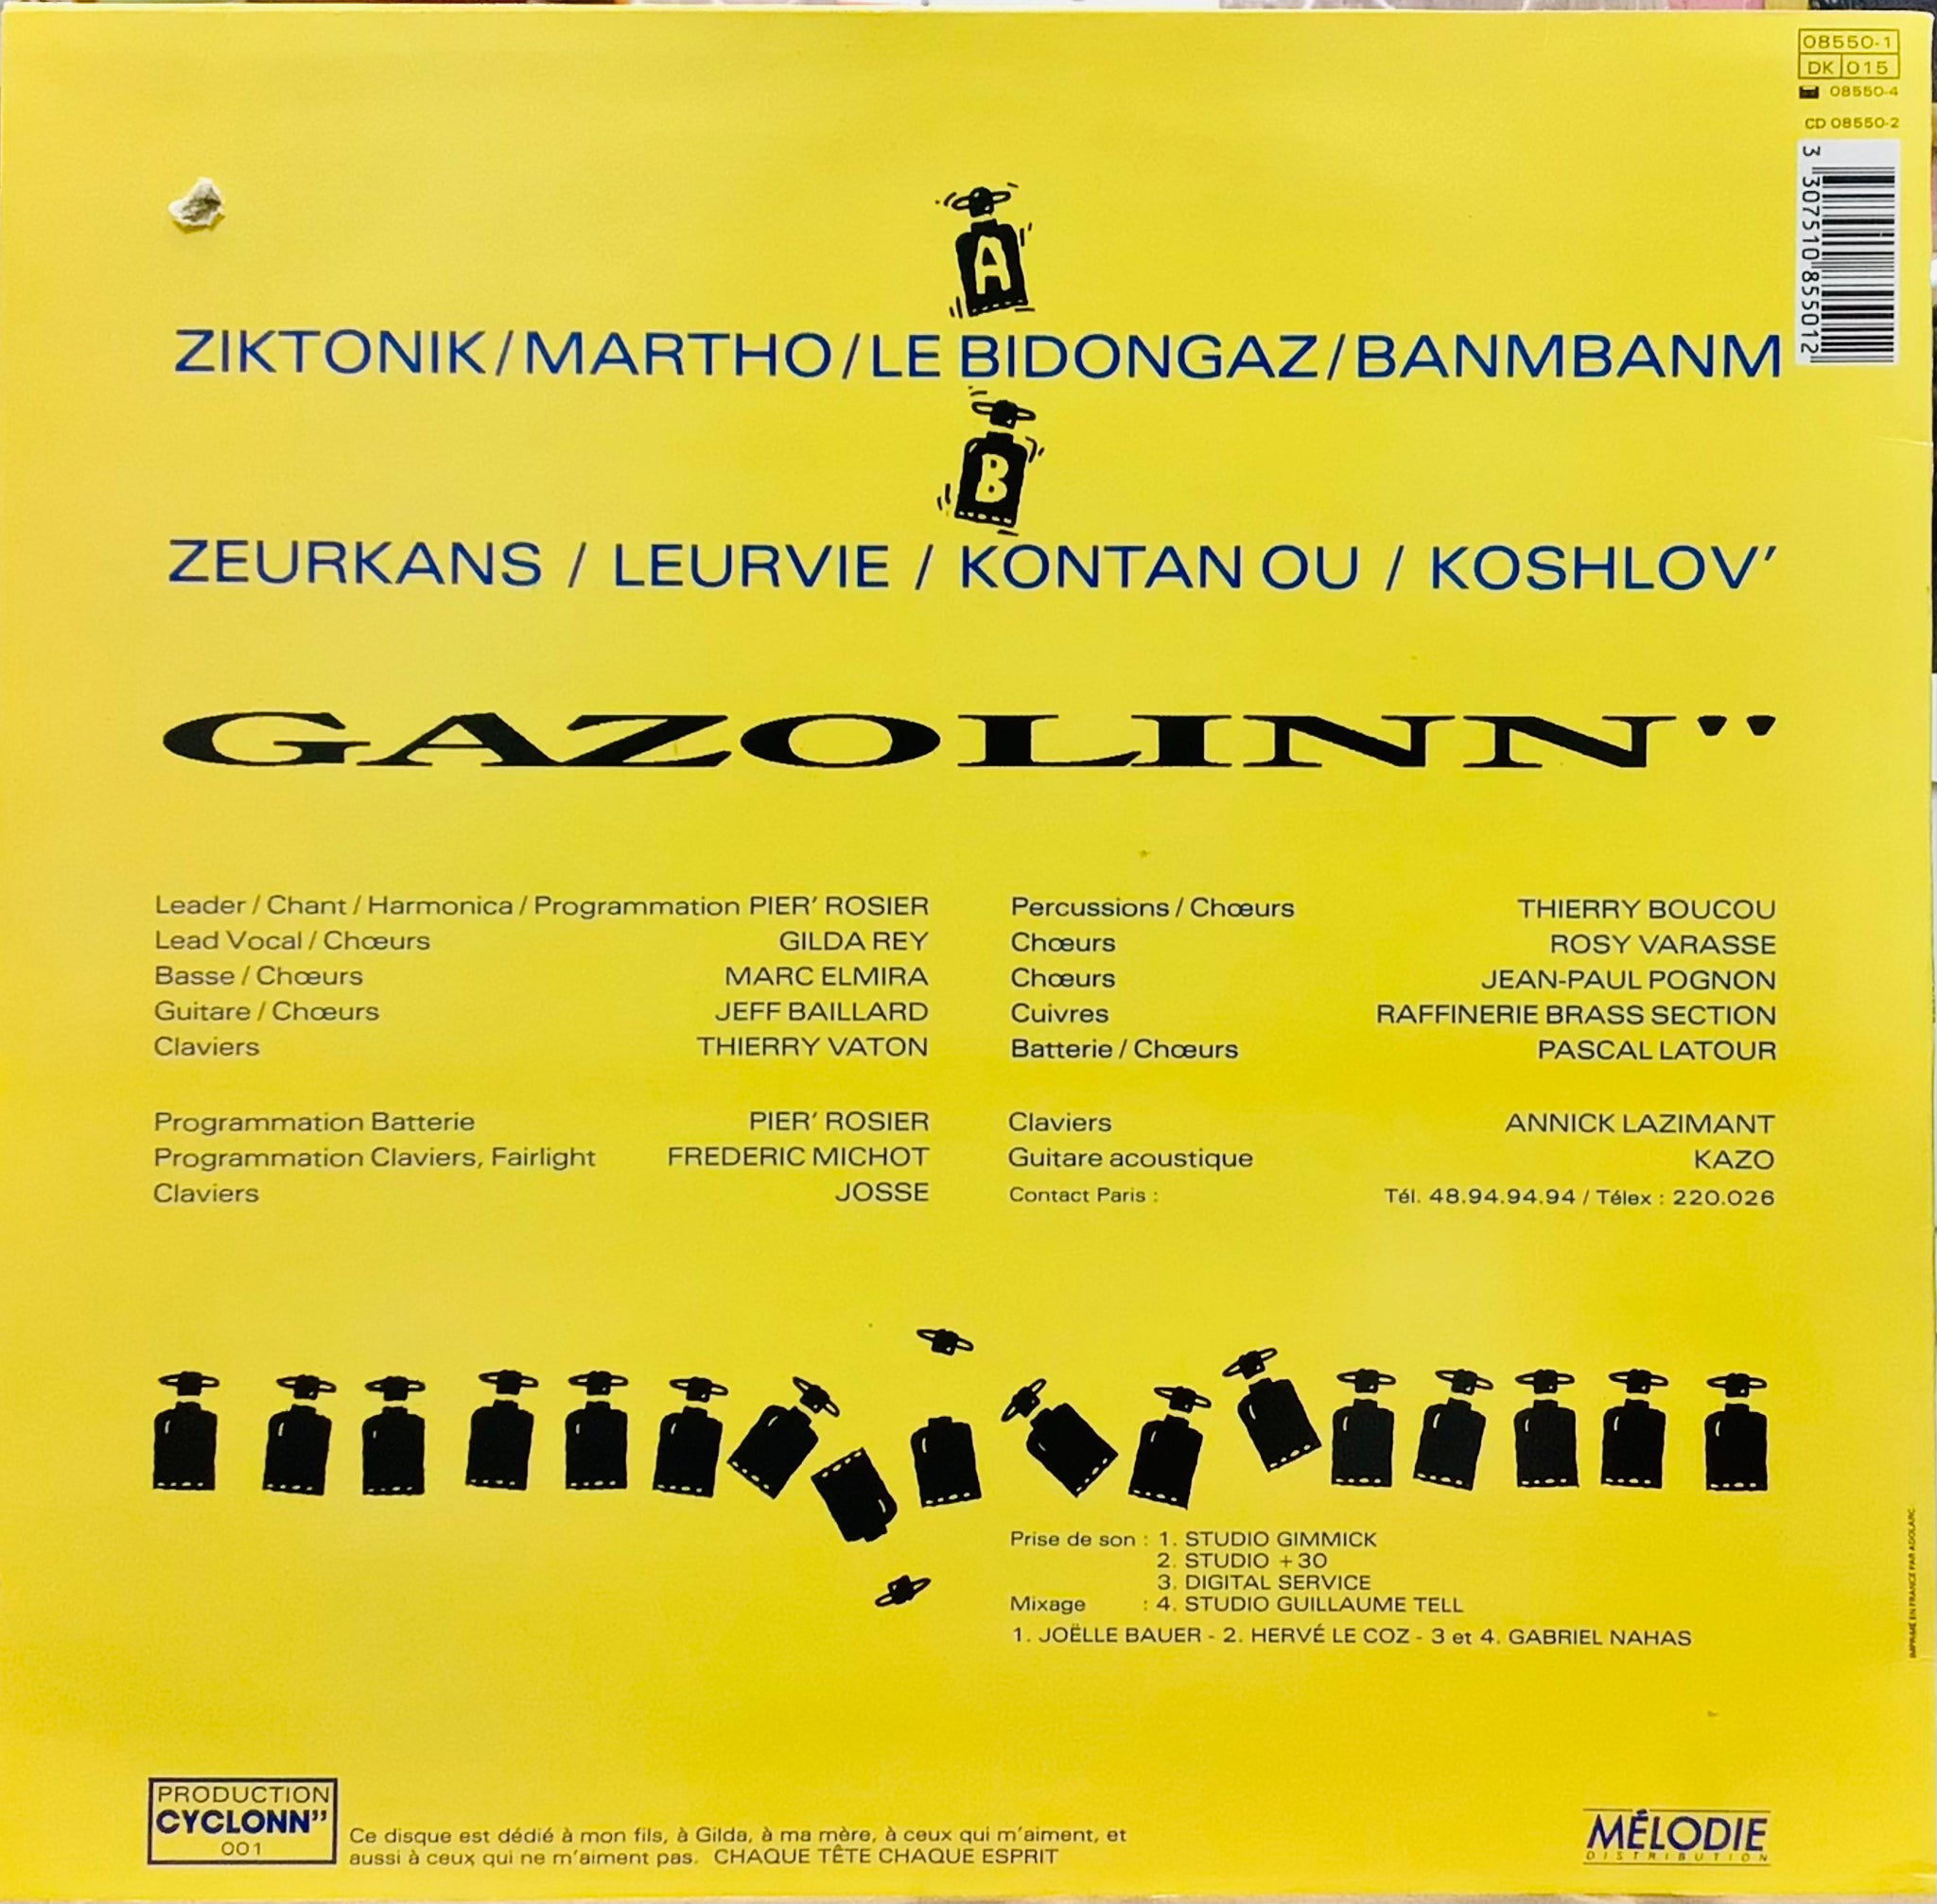 08550-1
DK 015
08550-4
CD 08550-2
3 307510 855012
A
ZIKTONIK/MARTHO/LE BIDONGAZ/BANMBANM
B
ZEURKANS / LEURVIE / KONTAN OU / KOSHLOV'
GAZOLINN"
Leader / Chant / Harmonica / Programmation PIER' ROSIER
Lead Vocal / Chœurs GILDA REY
Basse / Chœurs MARC ELMIRA
Guitare / Chœurs JEFF BAILLARD
Claviers THIERRY VATON
Percussions / Chœurs THIERRY BOUCOU
Chœurs ROSY VARASSE
Chœurs JEAN-PAUL POGNON
Cuivres RAFFINERIE BRASS SECTION
Batterie / Chœurs PASCAL LATOUR
Programmation Batterie PIER' ROSIER
Programmation Claviers, Fairlight FREDERIC MICHOT
Claviers JOSSE
Claviers ANNICK LAZIMANT
Guitare acoustique KAZO
Contact Paris : Tél. 48.94.94.94 / Télex : 220.026
Prise de son : 1. STUDIO GIMMICK
2. STUDIO +30
3. DIGITAL SERVICE
Mixage : 4. STUDIO GUILLAUME TELL
1. JOËLLE BAUER - 2. HERVÉ LE COZ - 3 et 4. GABRIEL NAHAS
IMPRIMÉ EN FRANCE PAR
PRODUCTION
CYCLONN"
001
Ce disque est dédié à mon fils, à Gilda, à ma mère, à ceux qui m'aiment, et
aussi à ceux qui ne m'aiment pas. CHAQUE TÊTE CHAQUE ESPRIT
MÉLODIE
DISTRIBUTION